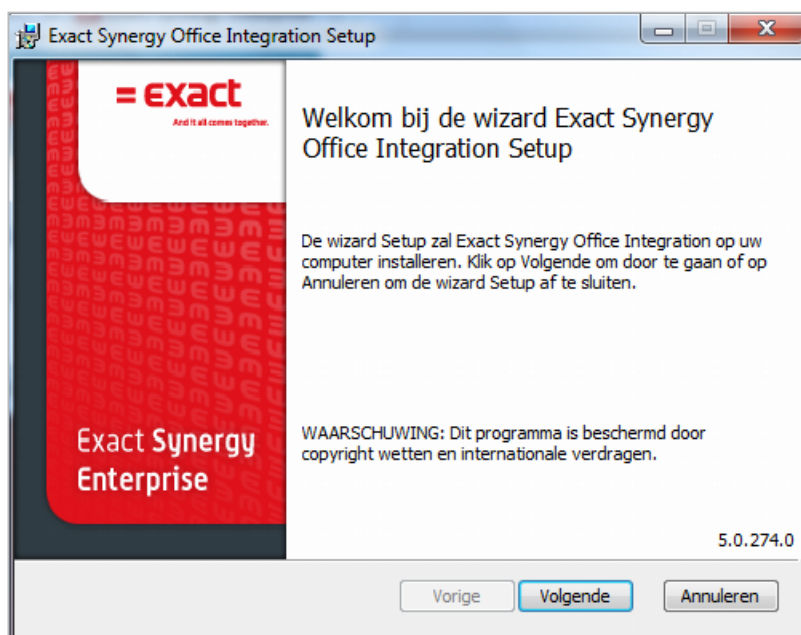 Exact Synergy Office Integration Setup
= exact
And it all comes together.
Welkom bij de wizard Exact Synergy
Office Integration Setup
De wizard Setup zal Exact Synergy Office Integration op uw
computer installeren. Klik op Volgende om door te gaan of op
Annuleren om de wizard Setup af te sluiten.
Exact Synergy
Enterprise
WAARSCHUWING: Dit programma is beschermd door
copyright wetten en internationale verdragen.
5.0.274.0
Vorige
Volgende
Annuleren